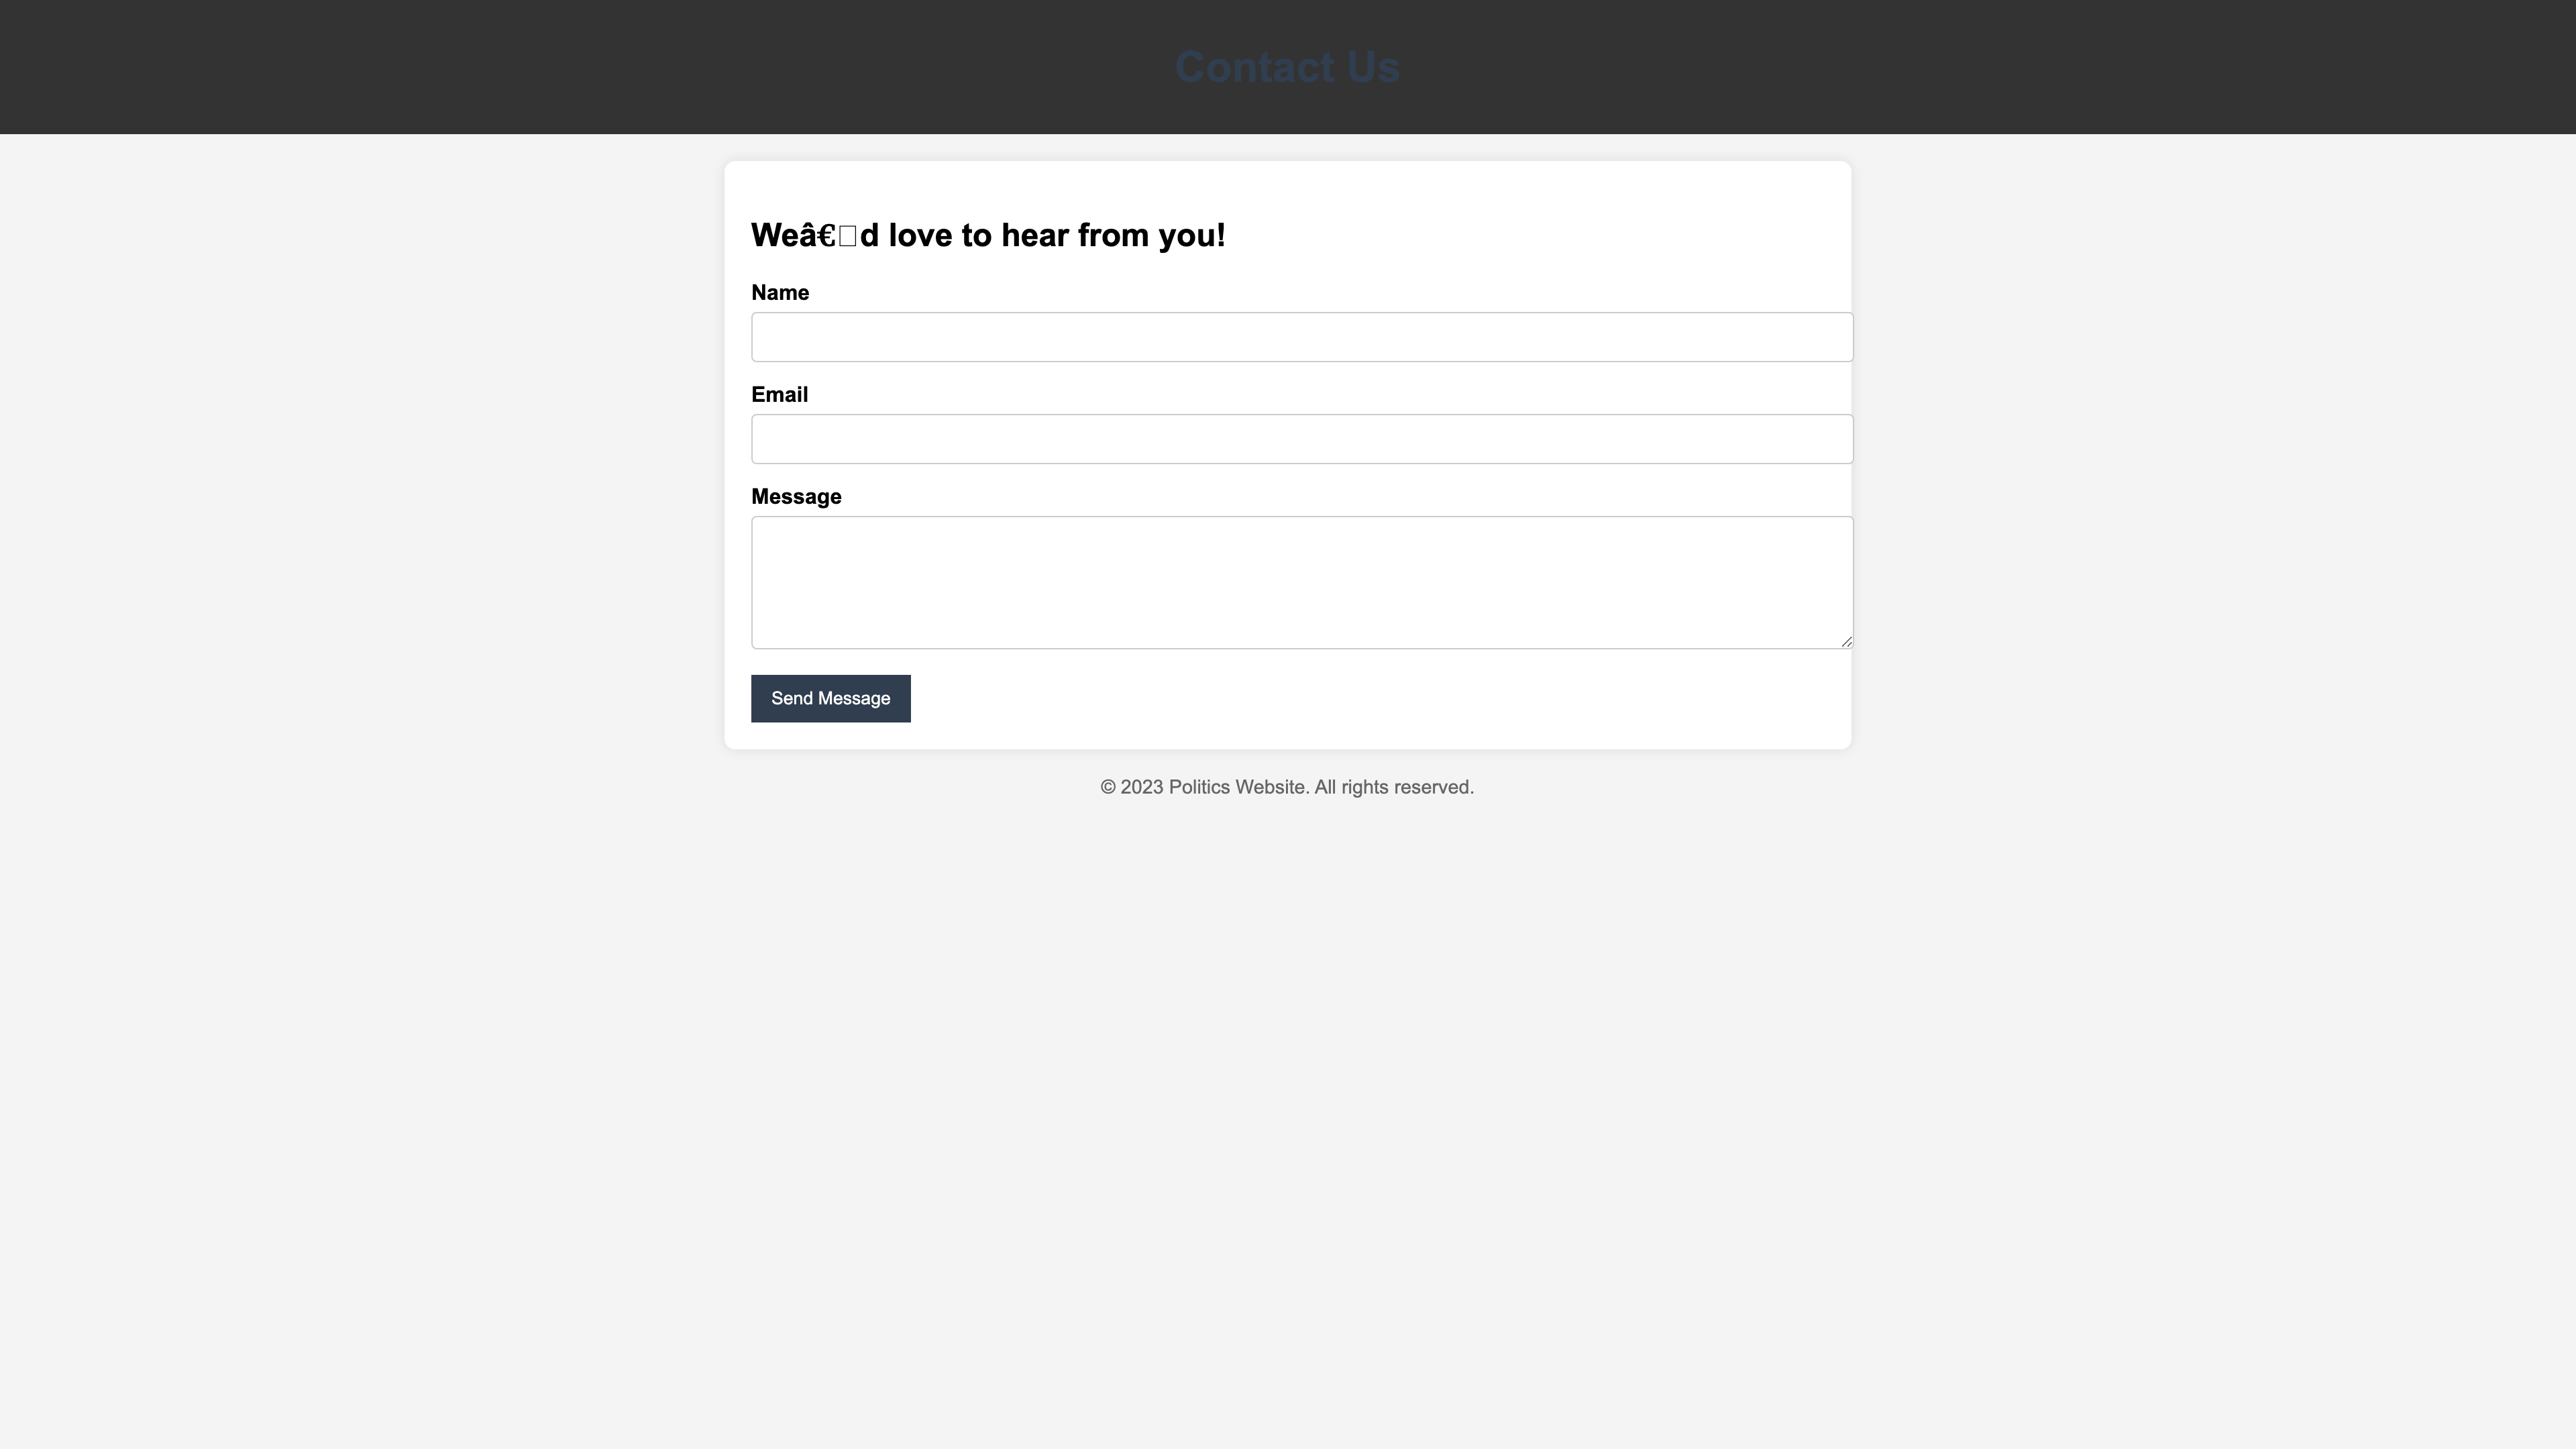 Contact Us
Weâ€�d love to hear from you!
Name
Email
Message
Send Message
© 2023 Politics Website. All rights reserved.